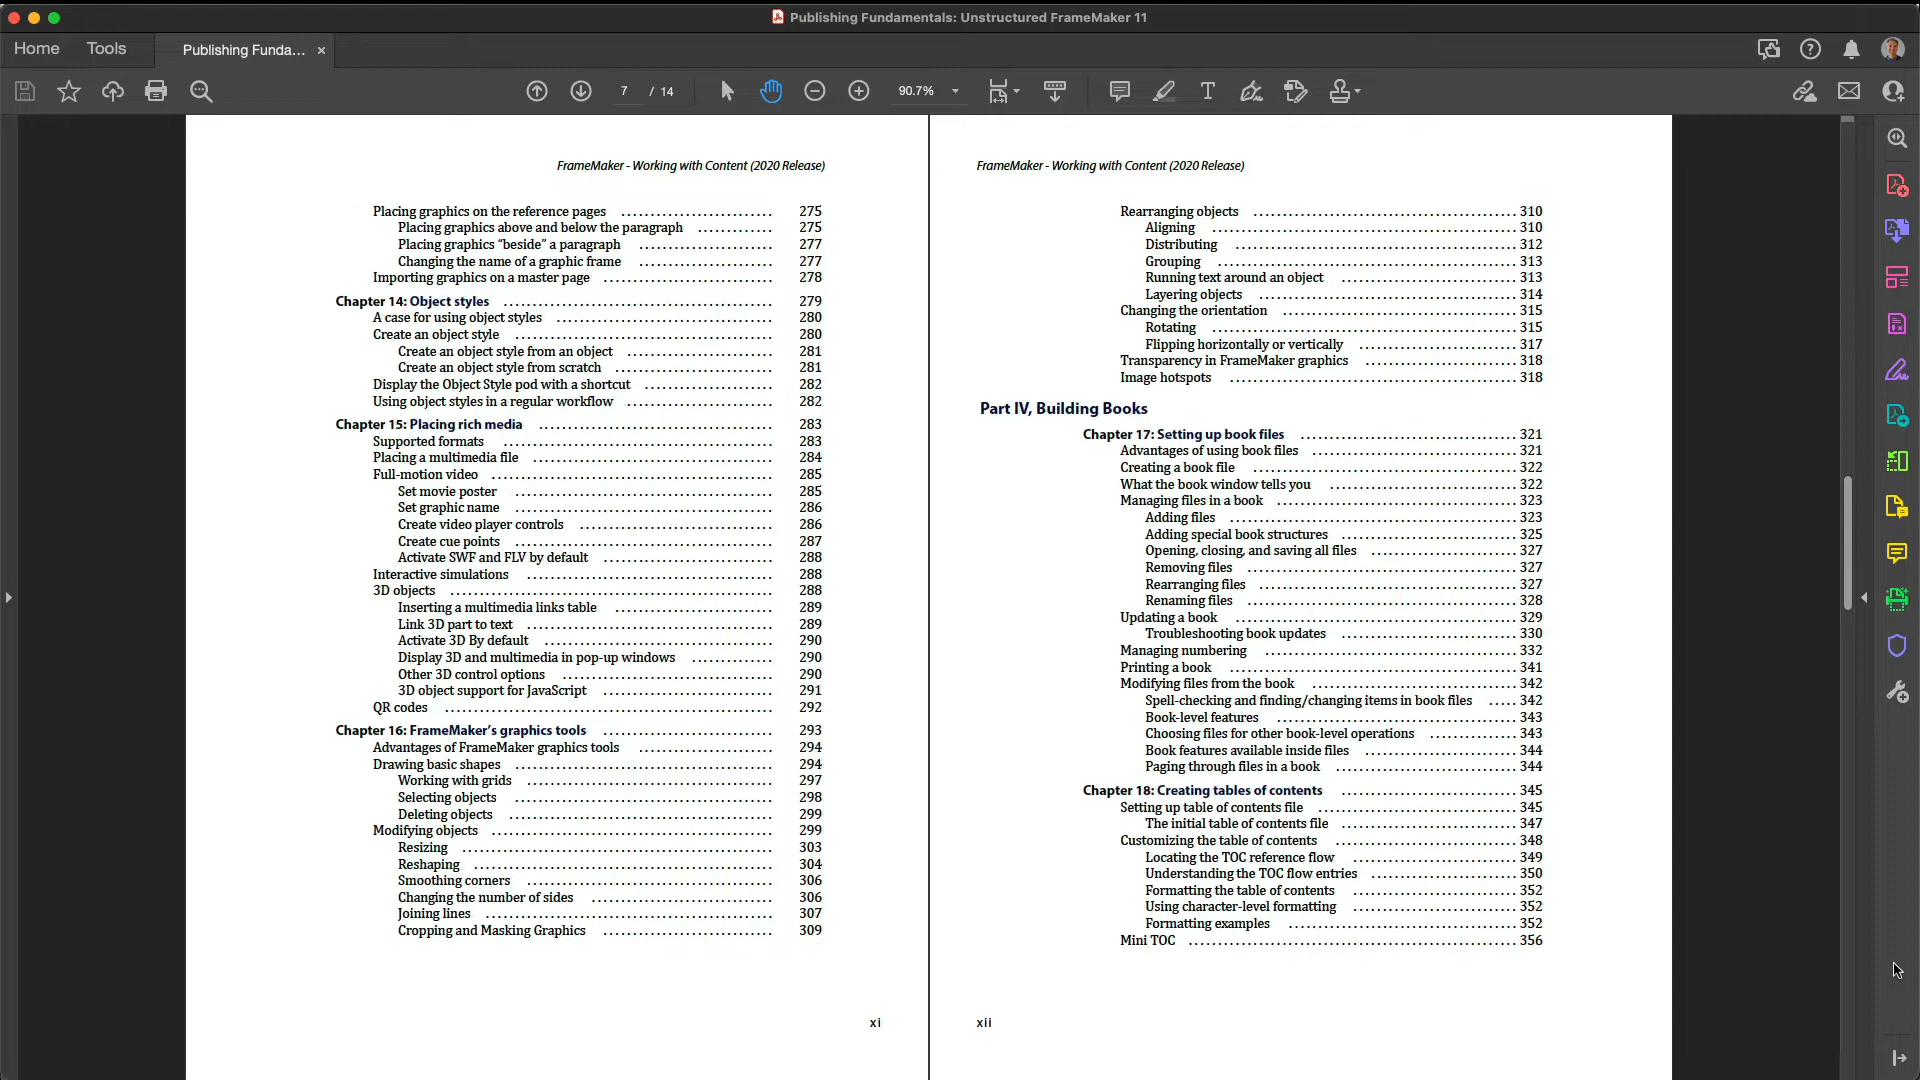 Publishing Fundamentals: Unstructured FrameMaker 11
Home
Tools
Publishing Funda...
7 / 14
90.7%
FrameMaker - Working with Content (2020 Release)
Placing graphics on the reference pages .......................... 275
Placing graphics above and below the paragraph ............. 275
Placing graphics “beside” a paragraph ....................... 277
Changing the name of a graphic frame ....................... 277
Importing graphics on a master page ............................. 278
Chapter 14: Object styles .............................................. 279
A case for using object styles ..................................... 280
Create an object style ............................................ 280
Create an object style from an object ......................... 281
Create an object style from scratch ........................... 281
Display the Object Style pod with a shortcut ...................... 282
Using object styles in a regular workflow ......................... 282
Chapter 15: Placing rich media ........................................ 283
Supported formats .............................................. 283
Placing a multimedia file ......................................... 284
Full-motion video ................................................ 285
Set movie poster ............................................ 285
Set graphic name ............................................ 286
Create video player controls ................................. 286
Create cue points ............................................ 287
Activate SWF and FLV by default ............................. 288
Interactive simulations .......................................... 288
3D objects ....................................................... 288
Inserting a multimedia links table ........................... 289
Link 3D part to text .......................................... 289
Activate 3D By default ....................................... 290
Display 3D and multimedia in pop-up windows .............. 290
Other 3D control options .................................... 290
3D object support for JavaScript ............................. 291
QR codes ........................................................ 292
Chapter 16: FrameMaker’s graphics tools ............................. 293
Advantages of FrameMaker graphics tools ....................... 294
Drawing basic shapes ............................................ 294
Working with grids .......................................... 297
Selecting objects ............................................ 298
Deleting objects ............................................. 299
Modifying objects ................................................ 299
Resizing ..................................................... 303
Reshaping ................................................... 304
Smoothing corners .......................................... 306
Changing the number of sides ............................... 306
Joining lines ................................................. 307
Cropping and Masking Graphics ............................. 309
xi
FrameMaker - Working with Content (2020 Release)
Rearranging objects ............................................. 310
Aligning .................................................... 310
Distributing ................................................ 312
Grouping ................................................... 313
Running text around an object .............................. 313
Layering objects ............................................ 314
Changing the orientation ........................................ 315
Rotating .................................................... 315
Flipping horizontally or vertically ........................... 317
Transparency in FrameMaker graphics ........................... 318
Image hotspots ................................................. 318
Part IV, Building Books
Chapter 17: Setting up book files ..................................... 321
Advantages of using book files ................................... 321
Creating a book file ............................................. 322
What the book window tells you ................................ 322
Managing files in a book ......................................... 323
Adding files ................................................. 323
Adding special book structures .............................. 325
Opening, closing, and saving all files ......................... 327
Removing files .............................................. 327
Rearranging files ............................................ 327
Renaming files .............................................. 328
Updating a book ................................................ 329
Troubleshooting book updates .............................. 330
Managing numbering ........................................... 332
Printing a book ................................................. 341
Modifying files from the book ................................... 342
Spell-checking and finding/changing items in book files ..... 342
Book-level features ......................................... 343
Choosing files for other book-level operations ............... 343
Book features available inside files .......................... 344
Paging through files in a book ............................... 344
Chapter 18: Creating tables of contents .............................. 345
Setting up table of contents file .................................. 345
The initial table of contents file .............................. 347
Customizing the table of contents ............................... 348
Locating the TOC reference flow ............................ 349
Understanding the TOC flow entries ......................... 350
Formatting the table of contents ............................ 352
Using character-level formatting ............................ 352
Formatting examples ....................................... 352
Mini TOC ........................................................ 356
xii